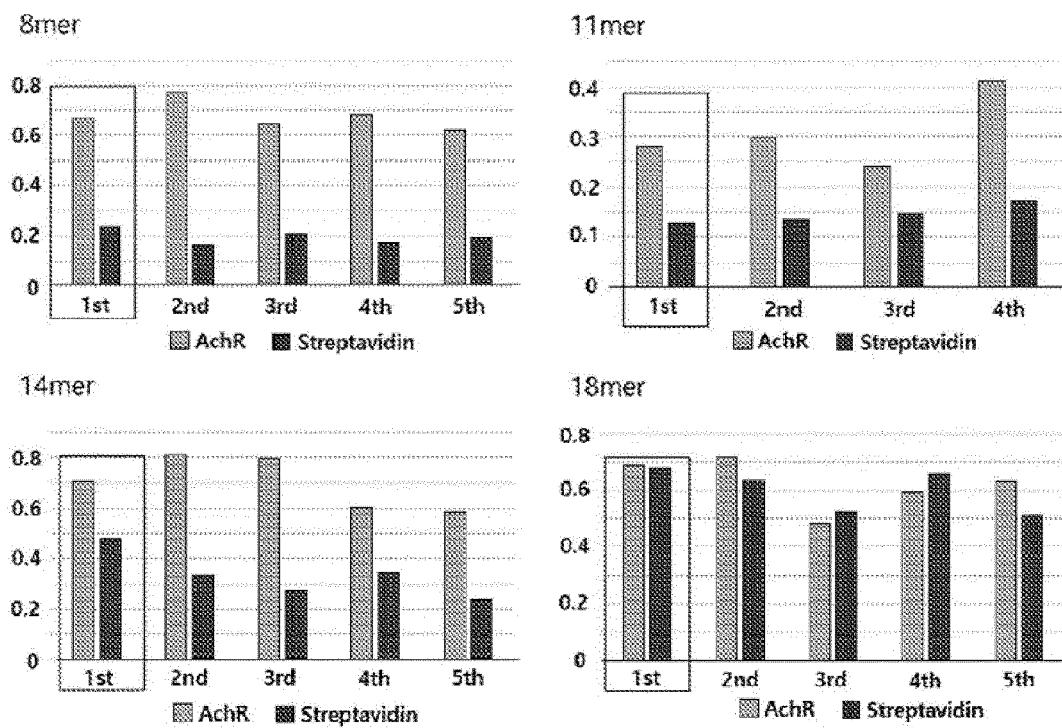 8mer
0.8
0.6
0.4
0.2
0
1st 2nd 3rd 4th 5th
AchR Streptavidin
11mer
0.4
0.3
0.2
0.1
0
1st 2nd 3rd 4th
AchR Streptavidin
14mer
0.8
0.6
0.4
0.2
0
1st 2nd 3rd 4th 5th
AchR Streptavidin
18mer
0.8
0.6
0.4
0.2
0
1st 2nd 3rd 4th 5th
AchR Streptavidin